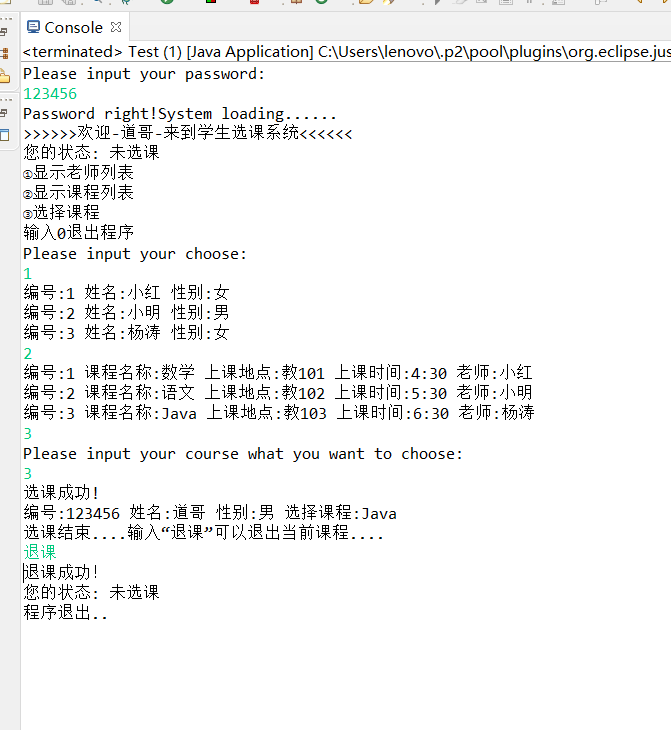 Console
<terminated> Test (1) [Java Application] C:\Users\lenovo\.p2\pool\plugins\org.eclipse.jus
Please input your password:
123456
Password right!System loading......
>>>>>>欢迎-道哥-来到学生选课系统<<<<<<
您的状态: 未选课
①显示老师列表
②显示课程列表
③选择课程
输入0退出程序
Please input your choose:
1
编号:1 姓名:小红 性别:女
编号:2 姓名:小明 性别:男
编号:3 姓名:杨涛 性别:女
2
编号:1 课程名称:数学 上课地点:教101 上课时间:4:30 老师:小红
编号:2 课程名称:语文 上课地点:教102 上课时间:5:30 老师:小明
编号:3 课程名称:Java 上课地点:教103 上课时间:6:30 老师:杨涛
3
Please input your course what you want to choose:
3
选课成功!
编号:123456 姓名:道哥 性别:男 选择课程:Java
选课结束....输入“退课”可以退出当前课程....
退课
退课成功!
您的状态: 未选课
程序退出..